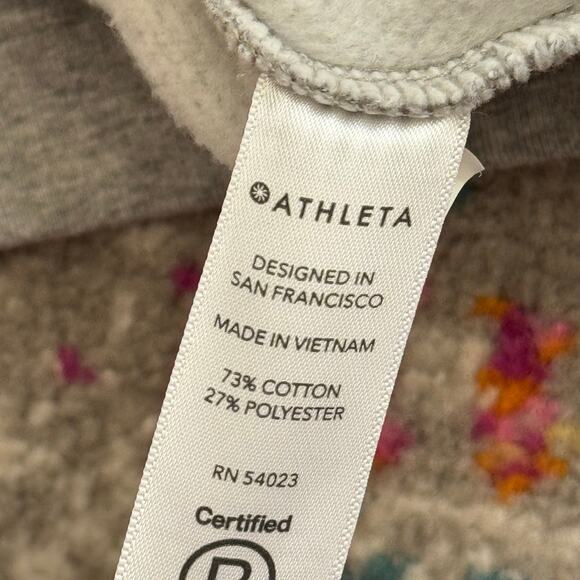 ATHLETA
DESIGNED IN
SAN FRANCISCO
MADE IN VIETNAM
73% COTTON
27% POLYESTER
RN 54023
Certified
B